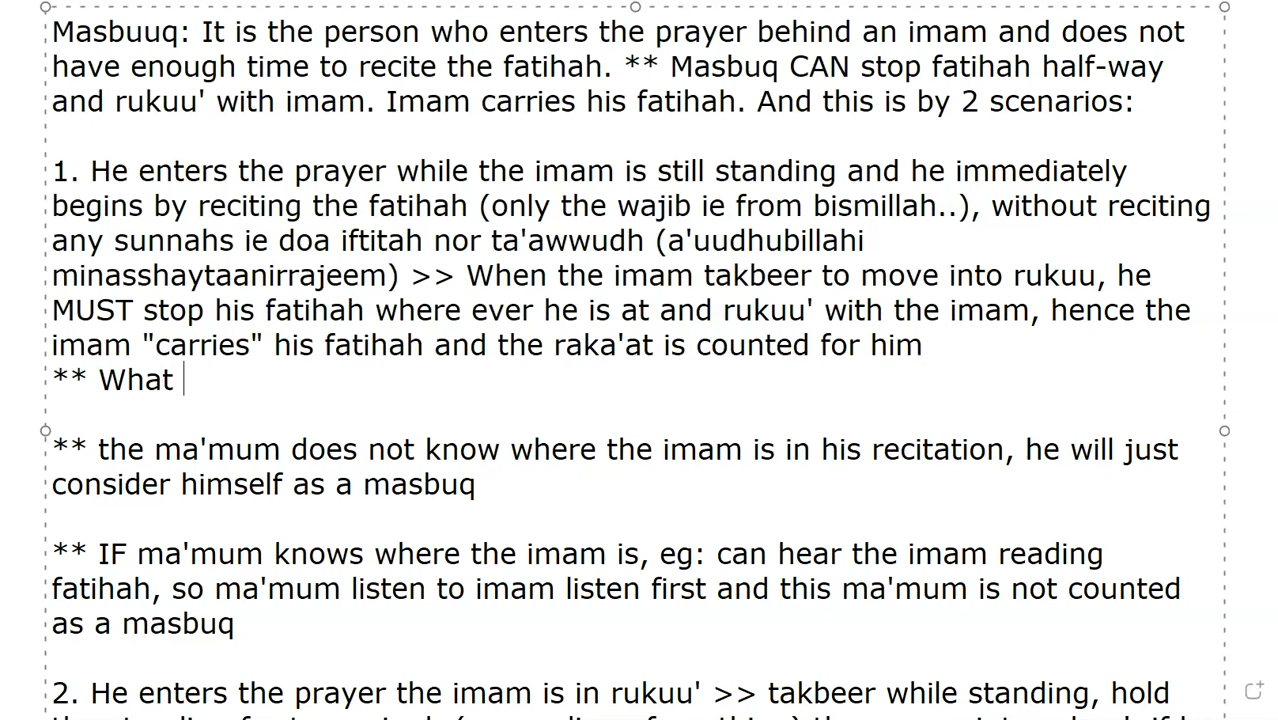 Masbuuq: It is the person who enters the prayer behind an imam and does not
have enough time to recite the fatihah. ** Masbuq CAN stop fatihah half-way
and rukuu' with imam. Imam carries his fatihah. And this is by 2 scenarios:
1. He enters the prayer while the imam is still standing and he immediately
begins by reciting the fatihah (only the wajib ie from bismillah..), without reciting
any sunnahs ie doa iftitah nor ta'awwudh (a'uudhubillahi
minasshaytaanirrajeem) >> When the imam takbeer to move into rukuu, he
MUST stop his fatihah where ever he is at and rukuu' with the imam, hence the
imam "carries" his fatihah and the raka'at is counted for him
** What
** the ma'mum does not know where the imam is in his recitation, he will just
consider himself as a masbuq
** IF ma'mum knows where the imam is, eg: can hear the imam reading
fatihah, so ma'mum listen to imam listen first and this ma'mum is not counted
as a masbuq
2. He enters the prayer the imam is in rukuu' >> takbeer while standing, hold